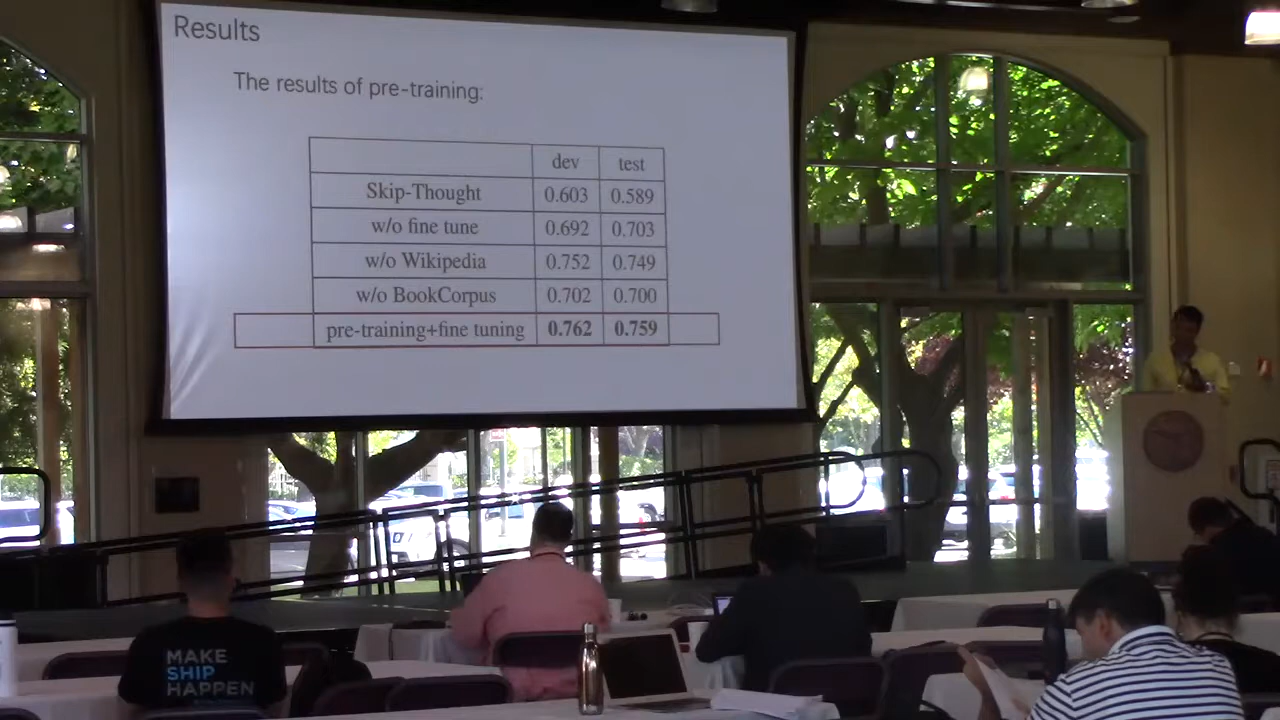 Results
The results of pre-training:
dev test
Skip-Thought 0.603 0.589
w/o fine tune 0.692 0.703
w/o Wikipedia 0.752 0.749
w/o BookCorpus 0.702 0.700
pre-training+fine tuning 0.762 0.759
MAKE
SHIP
HAPPEN